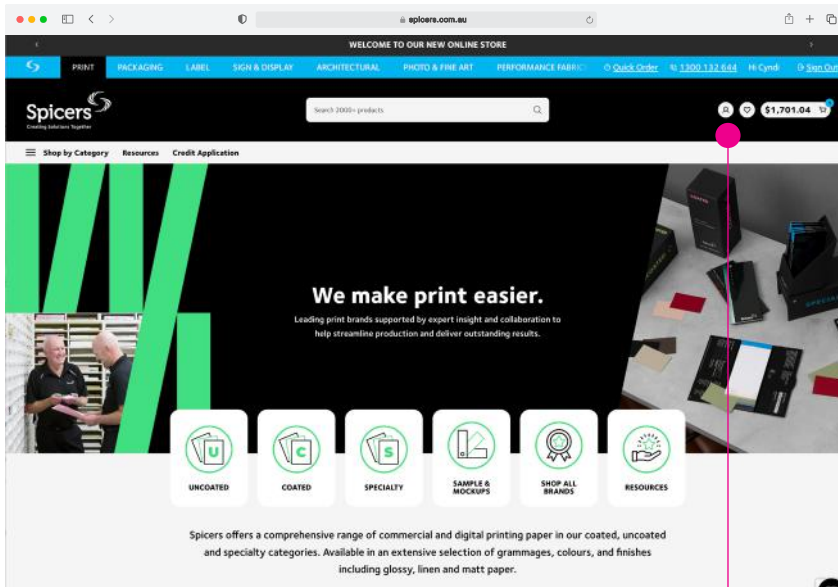 spicers.com.au
WELCOME TO OUR NEW ONLINE STORE
PRINT PACKAGING LABEL SIGN & DISPLAY ARCHITECTURAL PHOTO & FINE ART PERFORMANCE FABRIC Quick Order 1300 132 644 Hi Cyndi Sign Out
Spicers
Creating Solutions Together
Search 2000+ products
$1,701.04
Shop by Category Resources Credit Application
We make print easier.
Leading print brands supported by expert insight and collaboration to
help streamline production and deliver outstanding results.
U C S
UNCOATED COATED SPECIALTY SAMPLE & MOCKUPS SHOP ALL BRANDS RESOURCES
Spicers offers a comprehensive range of commercial and digital printing paper in our coated, uncoated
and specialty categories. Available in an extensive selection of grammages, colours, and finishes
including glossy, linen and matt paper.